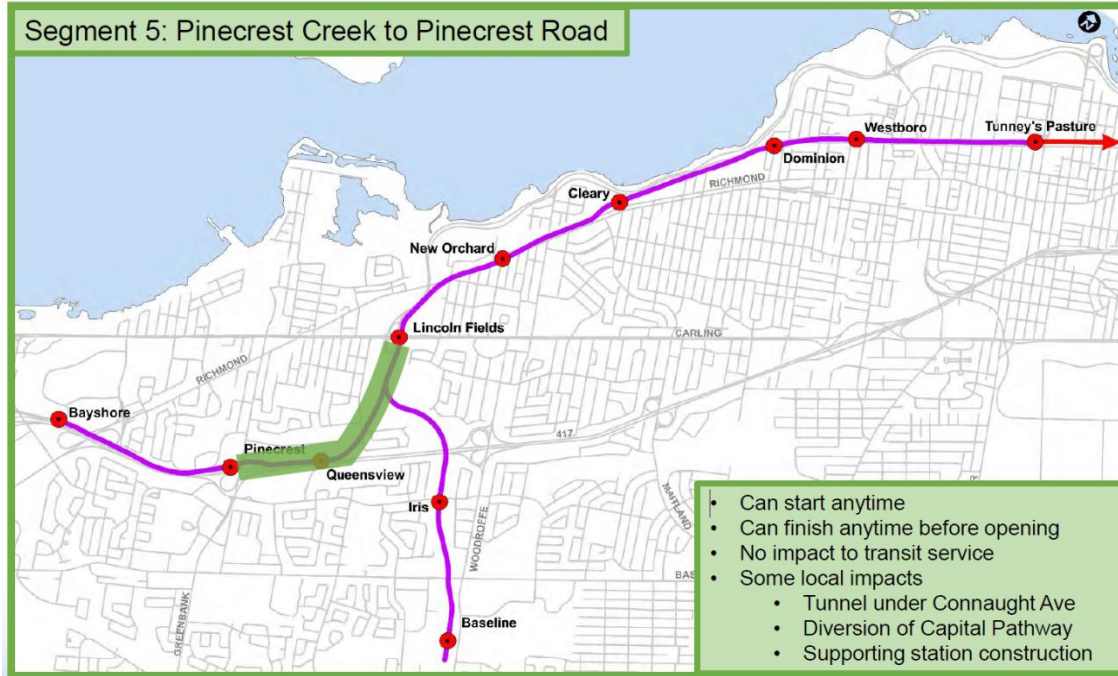 Segment 5: Pinecrest Creek to Pinecrest Road
Westboro
Tunney's Pasture
Dominion
RICHMOND
Cleary
New Orchard
Lincoln Fields
CARLING
RICHMOND
Bayshore
417
Pinecrest
Queensview
Iris
WOODROFFE
MAITLAND
GREENBANK
BAS
Baseline
• Can start anytime
• Can finish anytime before opening
• No impact to transit service
• Some local impacts
• Tunnel under Connaught Ave
• Diversion of Capital Pathway
• Supporting station construction